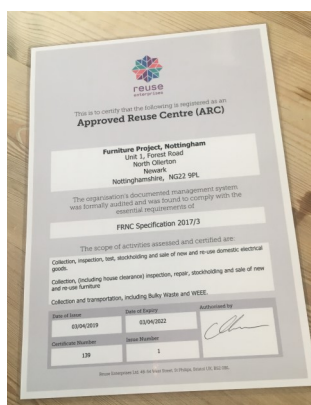 reuse
enterprises
This is to certify that the following is registered as an
Approved Reuse Centre (ARC)
Furniture Project, Nottingham
Unit 1, Forest Road
North Ollerton
Newark
Nottinghamshire, NG22 9PL
The organisation's documented management system
was formally audited and was found to comply with the
essential requirements of
FRNC Specification 2017/3
The scope of activities assessed and certified are:
Collection, inspection, test, stockholding and sale of new and re-use domestic electrical
goods.
Collection, (including house clearance) inspection, repair, stockholding and sale of new
and re-use furniture
Collection and transportation, including Bulky Waste and WEEE.
Date of Issue
Date of Expiry
Authorised by
03/04/2019
03/04/2022
Certificate Number
Issue Number
139
1
Reuse Enterprises Ltd,